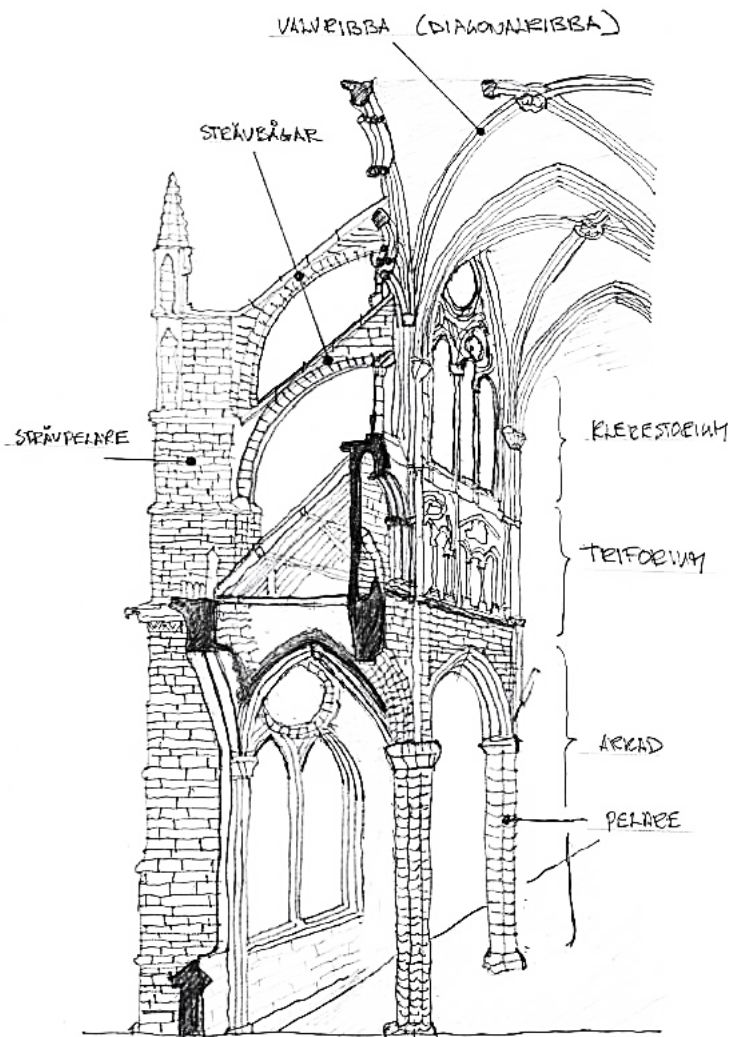 VALVRIBBA (DIAGONALRIBBA)
STRÄVBÅGAR
STRÄVPELARE
KLERESTORIUM
TRIFORIUM
ARKAD
PELARE